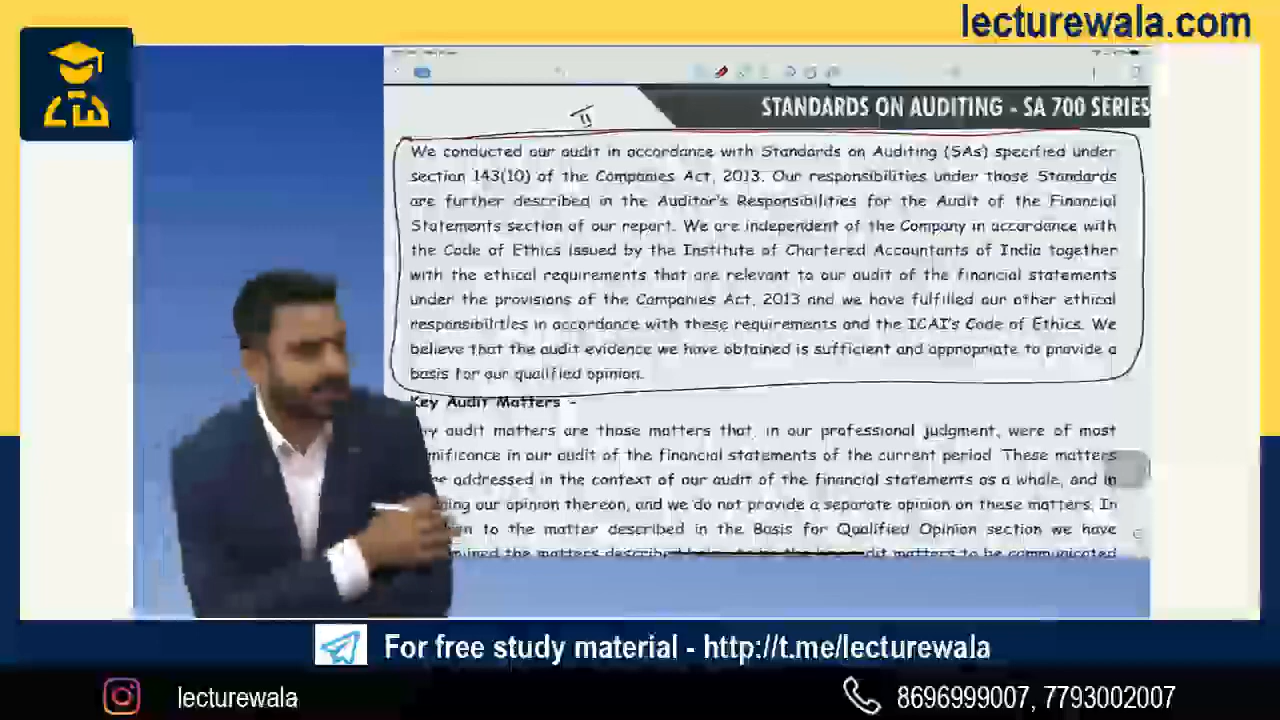 lecturewala.com
STANDARDS ON AUDITING - SA 700 SERIES
II
We conducted our audit in accordance with Standards on Auditing (SAs) specified under
section 143(10) of the Companies Act, 2013. Our responsibilities under those Standards
are further described in the Auditor's Responsibilities for the Audit of the Financial
Statements section of our report. We are independent of the Company in accordance with
the Code of Ethics issued by the Institute of Chartered Accountants of India together
with the ethical requirements that are relevant to our audit of the financial statements
under the provisions of the Companies Act, 2013 and we have fulfilled our other ethical
responsibilities in accordance with these requirements and the ICAI's Code of Ethics. We
believe that the audit evidence we have obtained is sufficient and appropriate to provide a
basis for our qualified opinion.
Key Audit Matters -
audit matters are those matters that, in our professional judgment, were of most
in our audit of the financial statements of the current period. These matters
addressed in the context of our audit of the financial statements as a whole, and in
our opinion thereon, and we do not provide a separate opinion on these matters. In
to the matter described in the Basis for Qualified Opinion section we have
the matters matters to be communicated
For free study material - http://t.me/lecturewala
lecturewala
8696999007, 7793002007